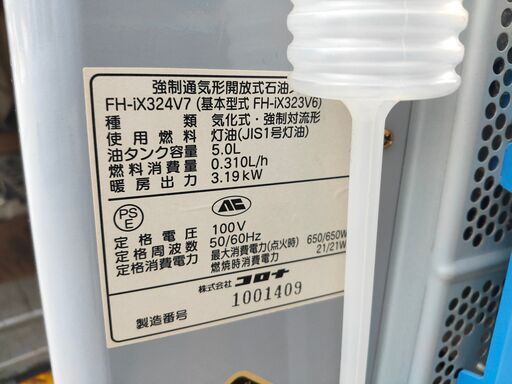 強制通気形開放式石油ス
FH-iX324V7 (基本型式 FH-iX323V6)
種類 気化式・強制対流形
使用燃料 灯油(JIS1号灯油)
油タンク容量 5.0L
燃料消費量 0.310L/h
暖房出力 3.19kW
PSE
定格電圧 100V
定格周波数 50/60Hz
定格消費電力 最大消費電力(点火時) 650/650W
燃焼時消費電力 21/21W
株式会社 コロナ
製造番号 1001409